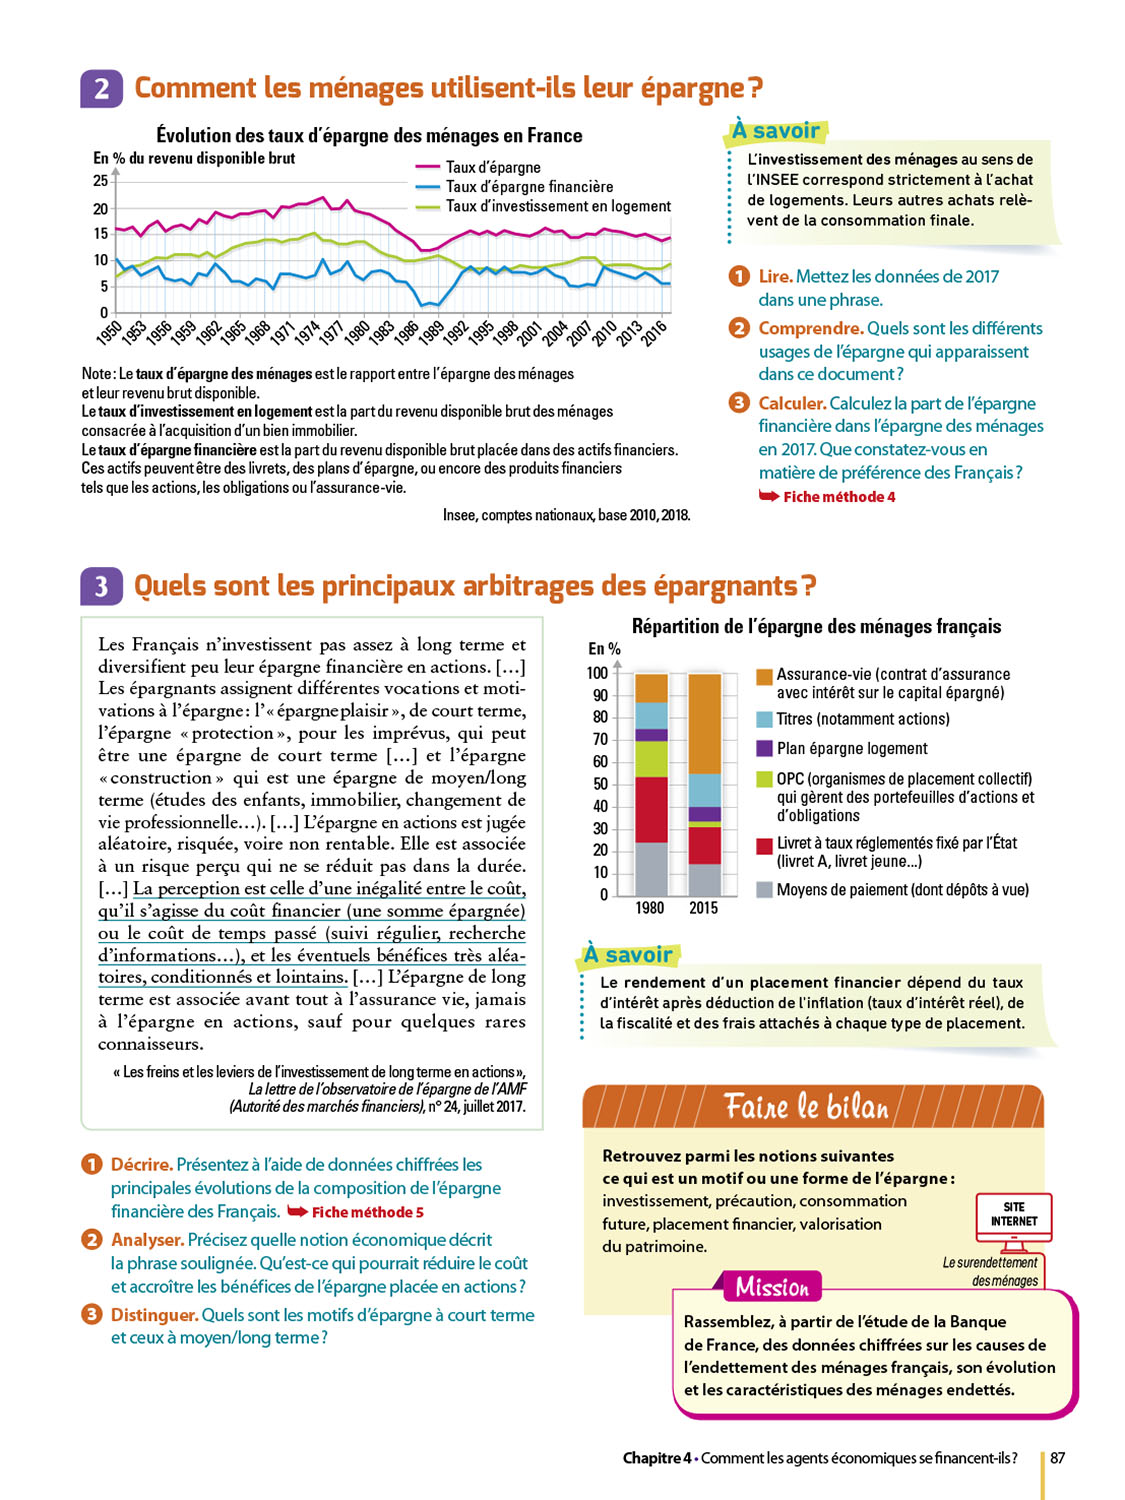 2 Comment les ménages utilisent-ils leur épargne ?
Évolution des taux d'épargne des ménages en France
En % du revenu disponible brut
Taux d'épargne
Taux d'épargne financière
Taux d'investissement en logement
25
20
15
10
5
0
1950 1953 1956 1959 1962 1965 1968 1971 1974 1977 1980 1983 1986 1989 1992 1995 1998 2001 2004 2007 2010 2013 2016
Note : Le taux d'épargne des ménages est le rapport entre l'épargne des ménages
et leur revenu brut disponible.
Le taux d'investissement en logement est la part du revenu disponible brut des ménages
consacrée à l'acquisition d'un bien immobilier.
Le taux d'épargne financière est la part du revenu disponible brut placée dans des actifs financiers.
Ces actifs peuvent être des livrets, des plans d'épargne, ou encore des produits financiers
tels que les actions, les obligations ou l'assurance-vie.
Insee, comptes nationaux, base 2010, 2018.
À savoir
L'investissement des ménages au sens de
l'INSEE correspond strictement à l'achat
de logements. Leurs autres achats relè-
vent de la consommation finale.
1 Lire. Mettez les données de 2017
dans une phrase.
2 Comprendre. Quels sont les différents
usages de l'épargne qui apparaissent
dans ce document ?
3 Calculer. Calculez la part de l'épargne
financière dans l'épargne des ménages
en 2017. Que constatez-vous en
matière de préférence des Français ?
Fiche méthode 4
3 Quels sont les principaux arbitrages des épargnants ?
Les Français n'investissent pas assez à long terme et
diversifient peu leur épargne financière en actions. […]
Les épargnants assignent différentes vocations et moti-
vations à l'épargne : l'« épargne plaisir », de court terme,
l'épargne « protection », pour les imprévus, qui peut
être une épargne de court terme […] et l'épargne
« construction » qui est une épargne de moyen/long
terme (études des enfants, immobilier, changement de
vie professionnelle…). […] L'épargne en actions est jugée
aléatoire, risquée, voire non rentable. Elle est associée
à un risque perçu qui ne se réduit pas dans la durée.
[…] La perception est celle d'une inégalité entre le coût,
qu'il s'agisse du coût financier (une somme épargnée)
ou le coût de temps passé (suivi régulier, recherche
d'informations…), et les éventuels bénéfices très aléa-
toires, conditionnés et lointains. […] L'épargne de long
terme est associée avant tout à l'assurance vie, jamais
à l'épargne en actions, sauf pour quelques rares
connaisseurs.
« Les freins et les leviers de l'investissement de long terme en actions »,
La lettre de l'observatoire de l'épargne de l'AMF
(Autorité des marchés financiers), n° 24, juillet 2017.
1 Décrire. Présentez à l'aide de données chiffrées les
principales évolutions de la composition de l'épargne
financière des Français. Fiche méthode 5
2 Analyser. Précisez quelle notion économique décrit
la phrase soulignée. Qu'est-ce qui pourrait réduire le coût
et accroître les bénéfices de l'épargne placée en actions ?
3 Distinguer. Quels sont les motifs d'épargne à court terme
et ceux à moyen/long terme ?
Répartition de l'épargne des ménages français
En %
100
90
80
70
60
50
40
30
20
10
0
1980 2015
Assurance-vie (contrat d'assurance
avec intérêt sur le capital épargné)
Titres (notamment actions)
Plan épargne logement
OPC (organismes de placement collectif)
qui gèrent des portefeuilles d'actions et
d'obligations
Livret à taux réglementés fixé par l'État
(livret A, livret jeune...)
Moyens de paiement (dont dépôts à vue)
À savoir
Le rendement d'un placement financier dépend du taux
d'intérêt après déduction de l'inflation (taux d'intérêt réel), de
la fiscalité et des frais attachés à chaque type de placement.
Faire le bilan
Retrouvez parmi les notions suivantes
ce qui est un motif ou une forme de l'épargne :
investissement, précaution, consommation
future, placement financier, valorisation
du patrimoine.
SITE
INTERNET
Le surendettement
des ménages
Mission
Rassemblez, à partir de l'étude de la Banque
de France, des données chiffrées sur les causes de
l'endettement des ménages français, son évolution
et les caractéristiques des ménages endettés.
Chapitre 4 • Comment les agents économiques se financent-ils ? 87